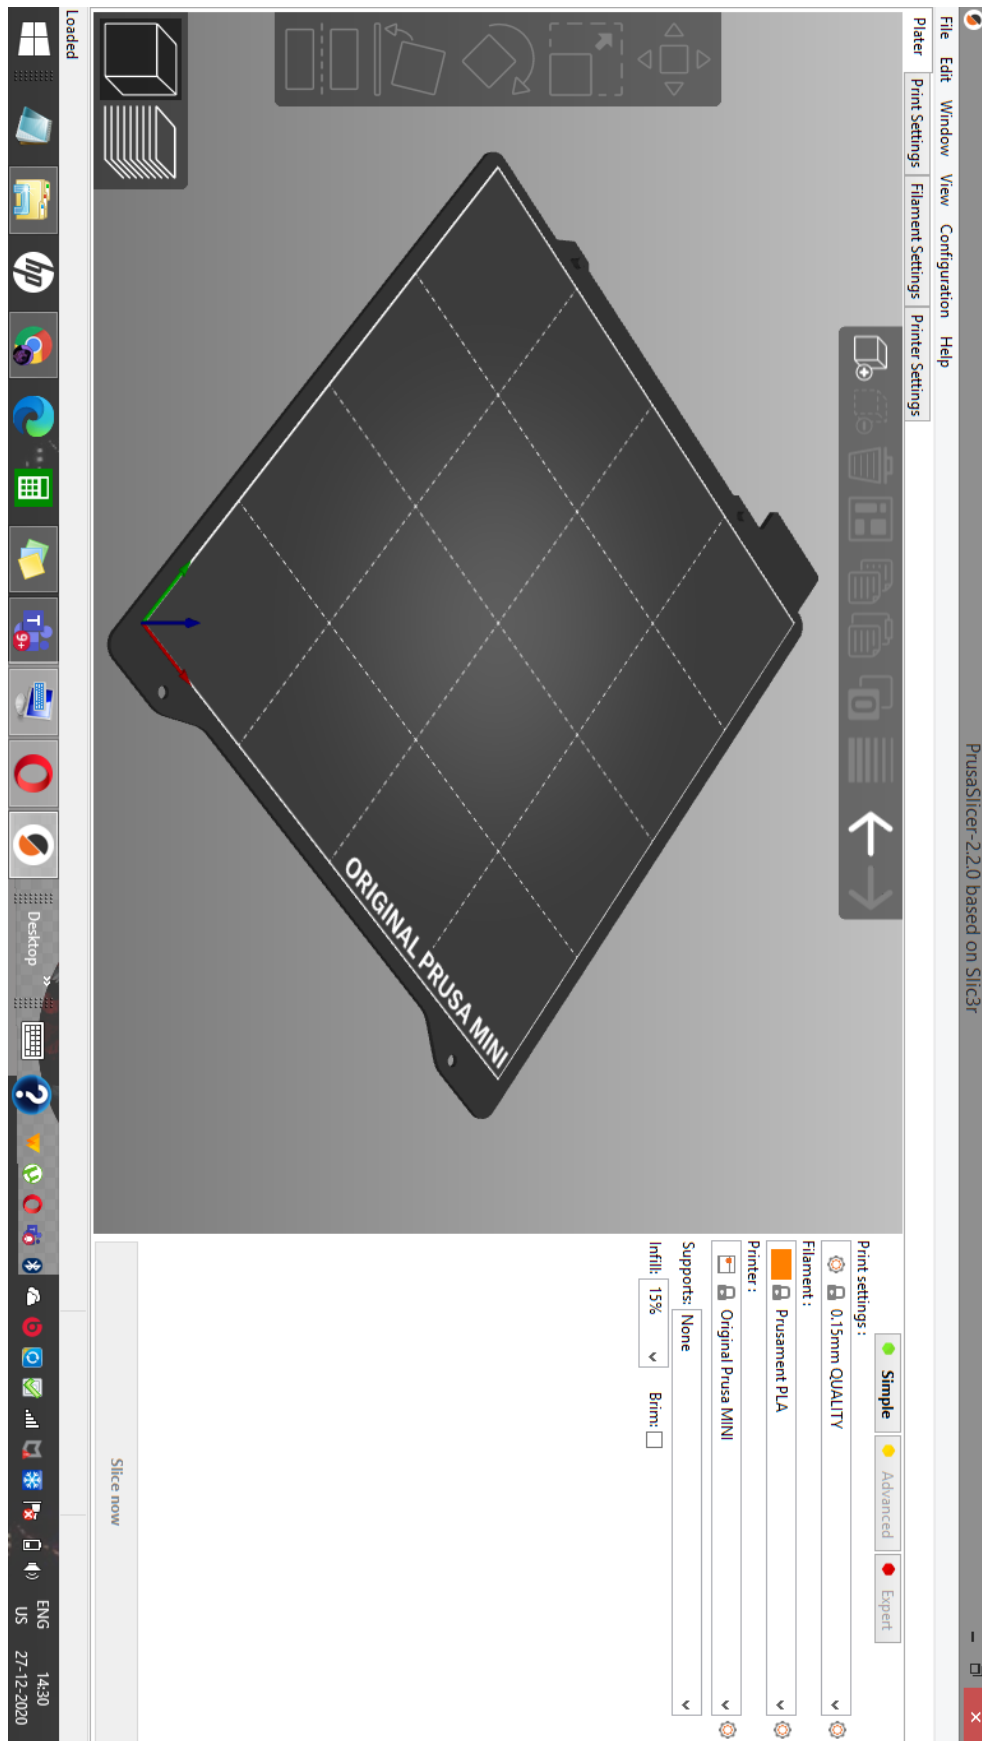 PrusaSlicer-2.2.0 based on Slic3r
File Edit Window View Configuration Help
Plater Print Settings Filament Settings Printer Settings
Simple Advanced Expert
Print settings :
0.15mm QUALITY
Filament :
Prusament PLA
Printer :
Original Prusa MINI
Supports: None
Infill: 15% Brim:
ORIGINAL PRUSA MINI
Slice now
Loaded
hp
T 9+
Desktop »
ENG
US
14:30
27-12-2020